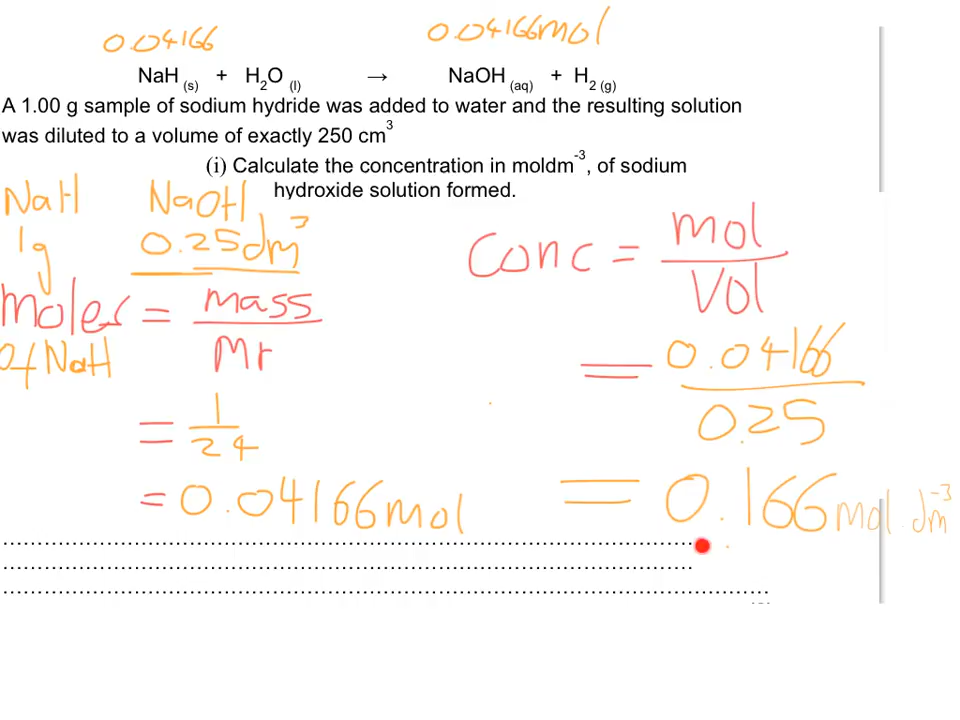 0.04166 0.04166mol
NaH (s) + H2O (l) → NaOH (aq) + H2 (g)
A 1.00 g sample of sodium hydride was added to water and the resulting solution
was diluted to a volume of exactly 250 cm3
(i) Calculate the concentration in moldm-3, of sodium
hydroxide solution formed.
NaH NaOH
1g 0.25dm3
moles = mass / Mr
of NaH
= 1/24
= 0.04166mol
Conc = mol / Vol
= 0.04166 / 0.25
= 0.166 mol.dm-3